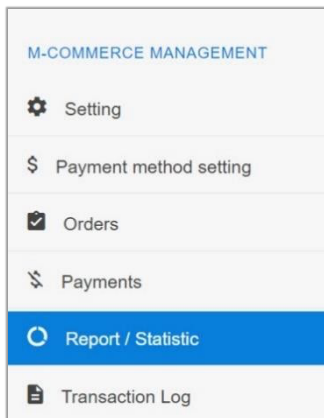 M-COMMERCE MANAGEMENT
Setting
Payment method setting
Orders
Payments
Report / Statistic
Transaction Log